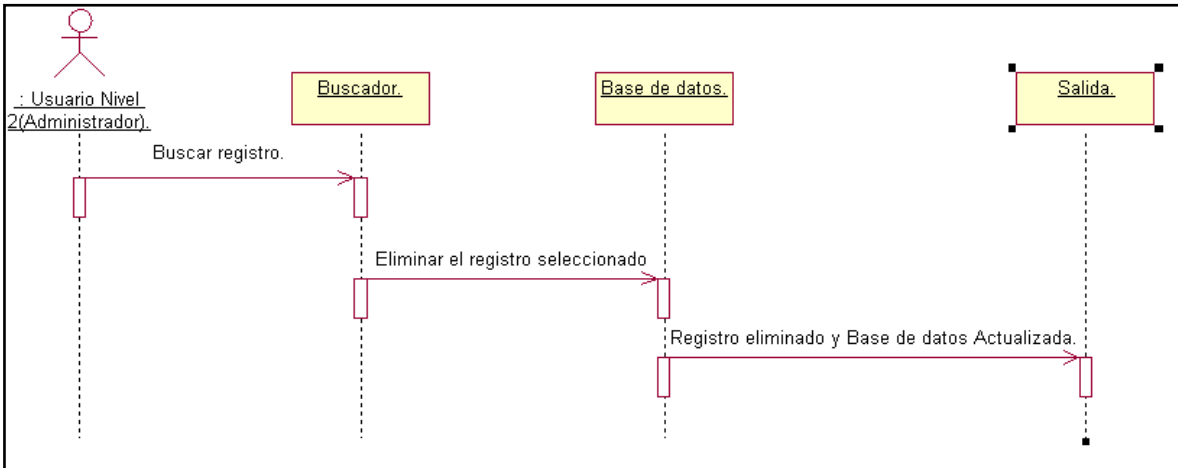 : Usuario Nivel
2(Administrador).
Buscador.
Base de datos.
Salida.
Buscar registro.
Eliminar el registro seleccionado
Registro eliminado y Base de datos Actualizada.